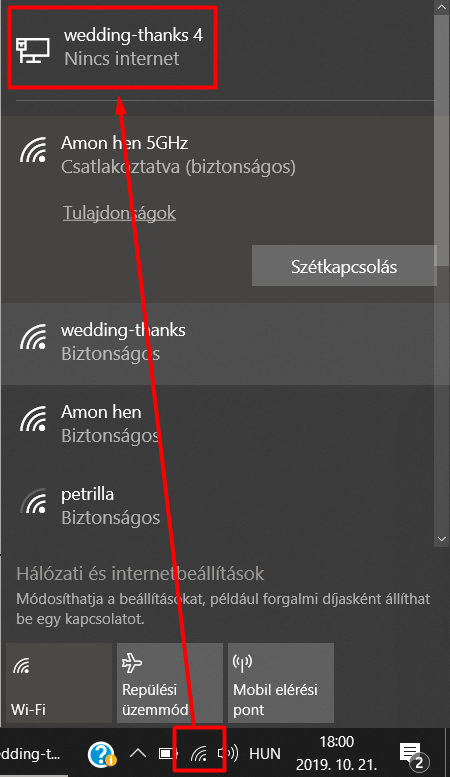 wedding-thanks 4
Nincs internet
Amon hen 5GHz
Csatlakoztatva (biztonságos)
Tulajdonságok
Szétkapcsolás
wedding-thanks
Biztonságos
Amon hen
Biztonságos
petrilla
Biztonságos
Hálózati és internetbeállítások
Módosíthatja a beállításokat, például forgalmi díjasként állíthat
be egy kapcsolatot.
Wi-Fi
Repülési
üzemmód
Mobil elérési
pont
edding-t...
HUN
18:00
2019. 10. 21.
2